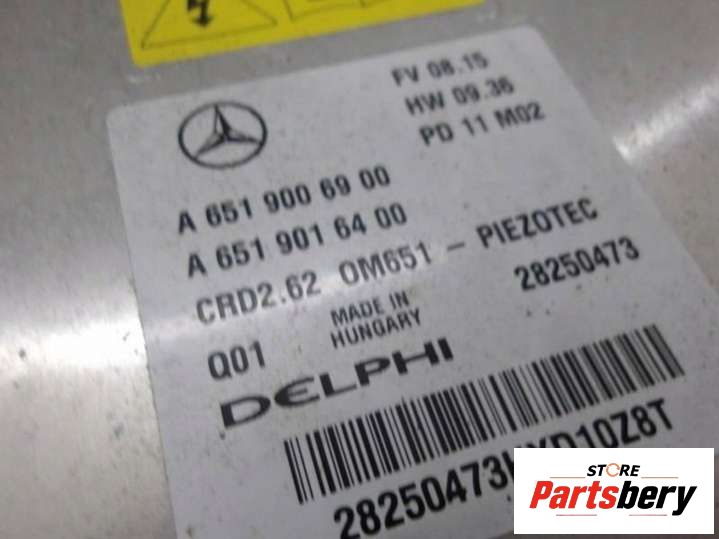 FV 08.15
HW 09.36
PD 11 M02
A 651 900 69 00
A 651 901 64 00
CRD2.62 OM651 - PIEZOTEC
28250473
MADE IN
HUNGARY
Q01
DELPHI
STORE
Partsbery